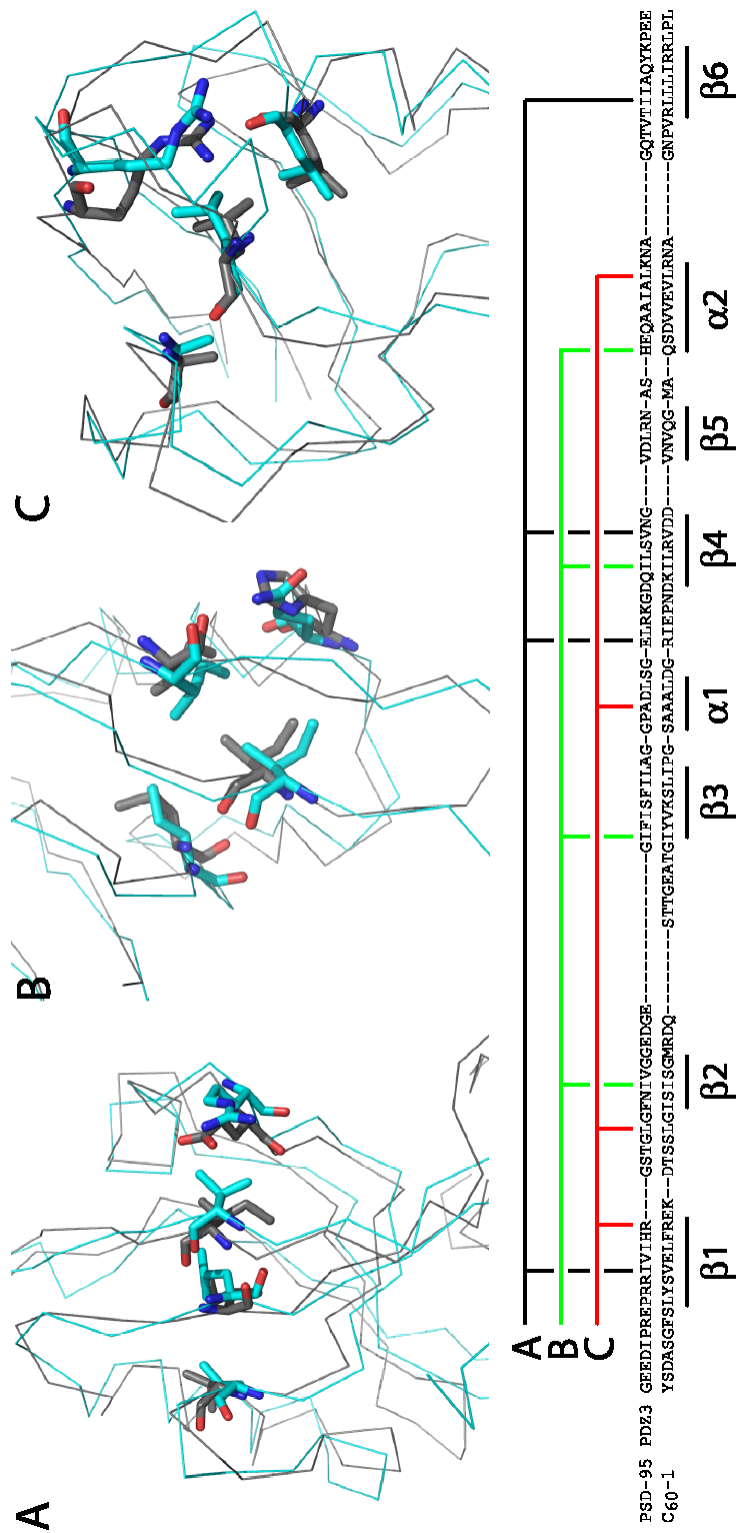 A
B
C
A
B
C
PSD-95 PDZ3 GEEDIPREPRRIVIHR----GSTGLGFNIVGGEDGE--------------GIFISFILAG-GPADLSG-ELRKGDQILSVNG----VDLRN-AS--HEQAAIALKNA-------GQTVTIIAQYKPEE
C60-1 YSDASGFSLYSVELFREK--DTSSLGISISGMRDQ--------STTGEATGIYVKSLIPG-SAAALDG-RIEPNDKILRVDD----VNVQG-MA--QSDVVEVLRNA-------GNPVRLLLIRRLPL
β1 β2 β3 α1 β4 β5 α2 β6